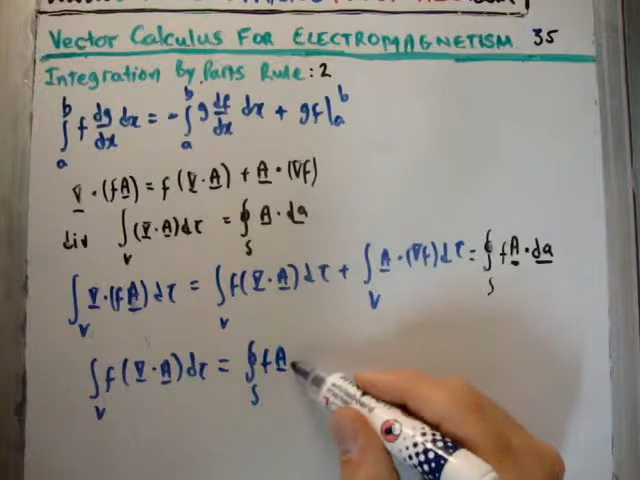 Vector Calculus For Electromagnetism 35
Integration By Parts Rule: 2
∫ₐᵇ f dg/dx dx = - ∫ₐᵇ g df/dx dx + gf|ₐᵇ
∇ · (fA) = f(∇ · A) + A · (∇f)
div ∫ᵥ (∇ · A)dτ = ∮ₛ A · da
∫ᵥ ∇ · (fA)dτ = ∫ᵥ f(∇ · A)dτ + ∫ᵥ A · (∇f)dτ = ∮ₛ fA · da
∫ᵥ f(∇ · A)dτ = ∮ₛ fA